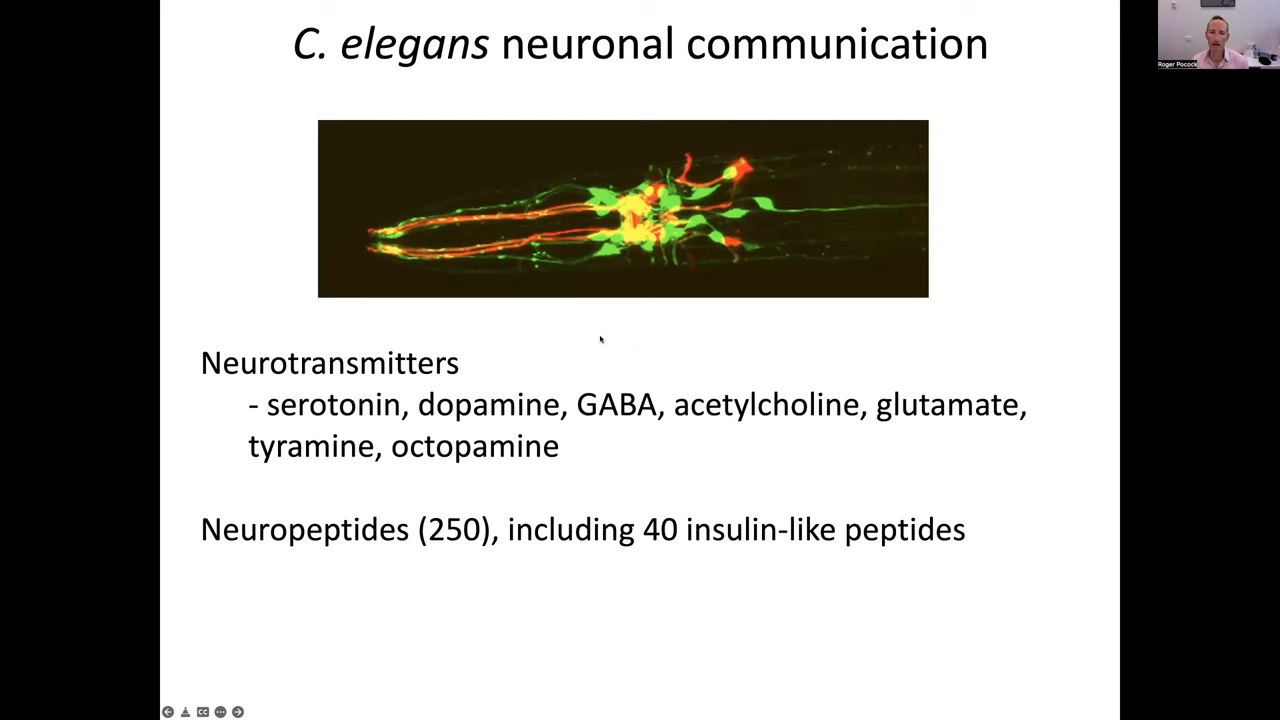 C. elegans neuronal communication
Roger Pocock
Neurotransmitters
- serotonin, dopamine, GABA, acetylcholine, glutamate,
tyramine, octopamine
Neuropeptides (250), including 40 insulin-like peptides
CC